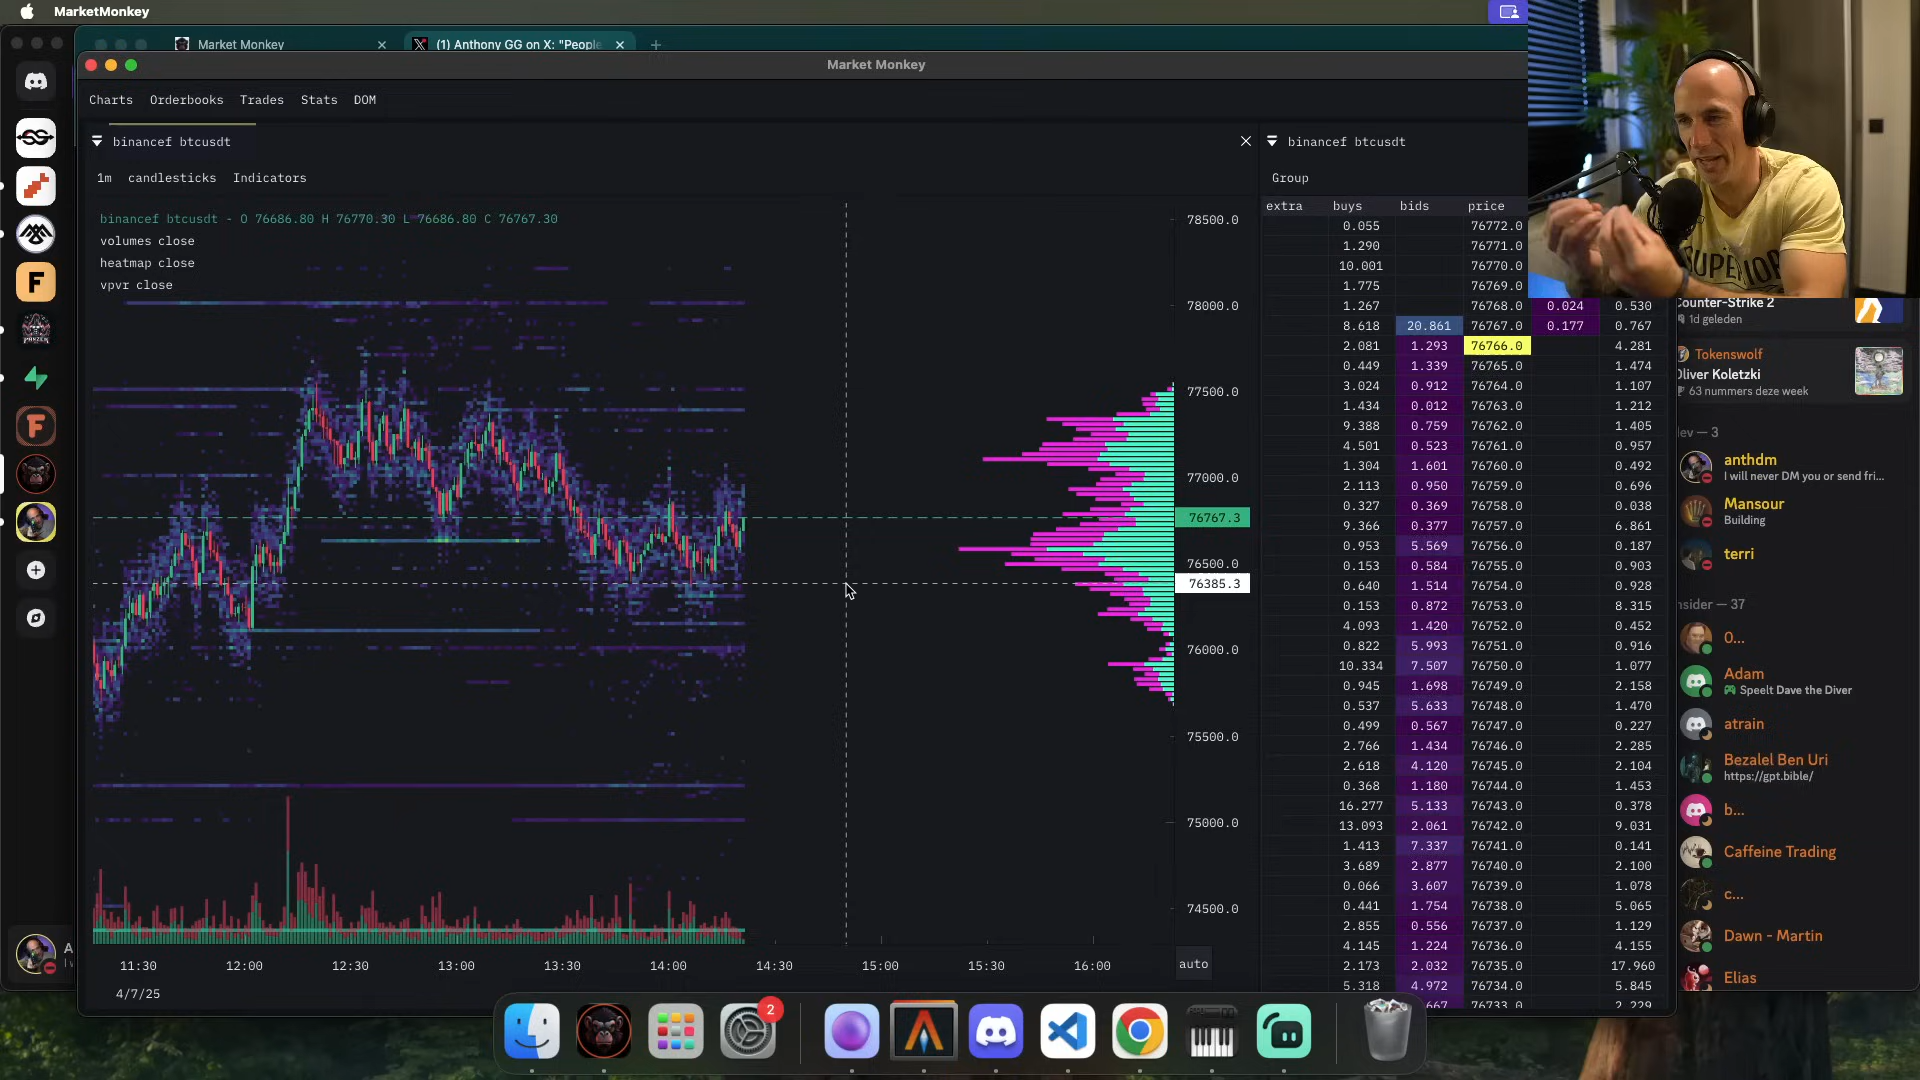 MarketMonkey
Market Monkey
(1) Anthony GG on X: "People
Market Monkey
Charts Orderbooks Trades Stats DOM
binancef btcusdt
1m candlesticks Indicators
binancef btcusdt - O 76686.80 H 76770.30 L 76686.80 C 76767.30
volumes close
heatmap close
vpvr close
78500.0
78000.0
77500.0
77000.0
76767.3
76500.0
76385.3
76000.0
75500.0
75000.0
74500.0
11:30 12:00 12:30 13:00 13:30 14:00 14:30 15:00 15:30 16:00 auto
4/7/25
binancef btcusdt
Group
extra buys bids price
0.055 76772.0
1.290 76771.0
10.001 76770.0
1.775 76769.0
1.267 76768.0 0.024 0.530
8.618 20.861 76767.0 0.177 0.767
2.081 1.293 76766.0 4.281
0.449 1.339 76765.0 1.474
3.024 0.912 76764.0 1.107
1.434 0.012 76763.0 1.212
9.388 0.759 76762.0 1.405
4.501 0.523 76761.0 0.957
1.304 1.601 76760.0 0.492
2.113 0.950 76759.0 0.696
0.327 0.369 76758.0 0.038
9.366 0.377 76757.0 6.861
0.953 5.569 76756.0 0.187
0.153 0.584 76755.0 0.903
0.640 1.514 76754.0 0.928
0.153 0.872 76753.0 8.315
4.093 1.420 76752.0 0.452
0.822 5.993 76751.0 0.916
10.334 7.507 76750.0 1.077
0.945 1.698 76749.0 2.158
0.537 5.633 76748.0 1.470
0.499 0.567 76747.0 0.227
2.766 1.434 76746.0 2.285
2.618 4.120 76745.0 2.104
0.368 1.180 76744.0 1.453
16.277 5.133 76743.0 0.378
13.093 2.061 76742.0 9.031
1.413 7.337 76741.0 0.141
3.689 2.877 76740.0 2.100
0.066 3.607 76739.0 1.078
0.441 1.754 76738.0 5.065
2.855 0.556 76737.0 1.129
4.145 1.224 76736.0 4.155
2.173 2.032 76735.0 17.960
5.318 4.972 76734.0 5.845
76733.0 2.229
SUPERIOR
Counter-Strike 2
1d geleden
Tokenswolf
Oliver Koletzki
63 nummers deze week
dev — 3
anthdm
I will never DM you or send fri...
Mansour
Building
terri
nsider — 37
O...
Adam
Speelt Dave the Diver
atrain
Bezalel Ben Uri
https://gpt.bible/
b...
Caffeine Trading
c...
Dawn - Martin
Elias
2